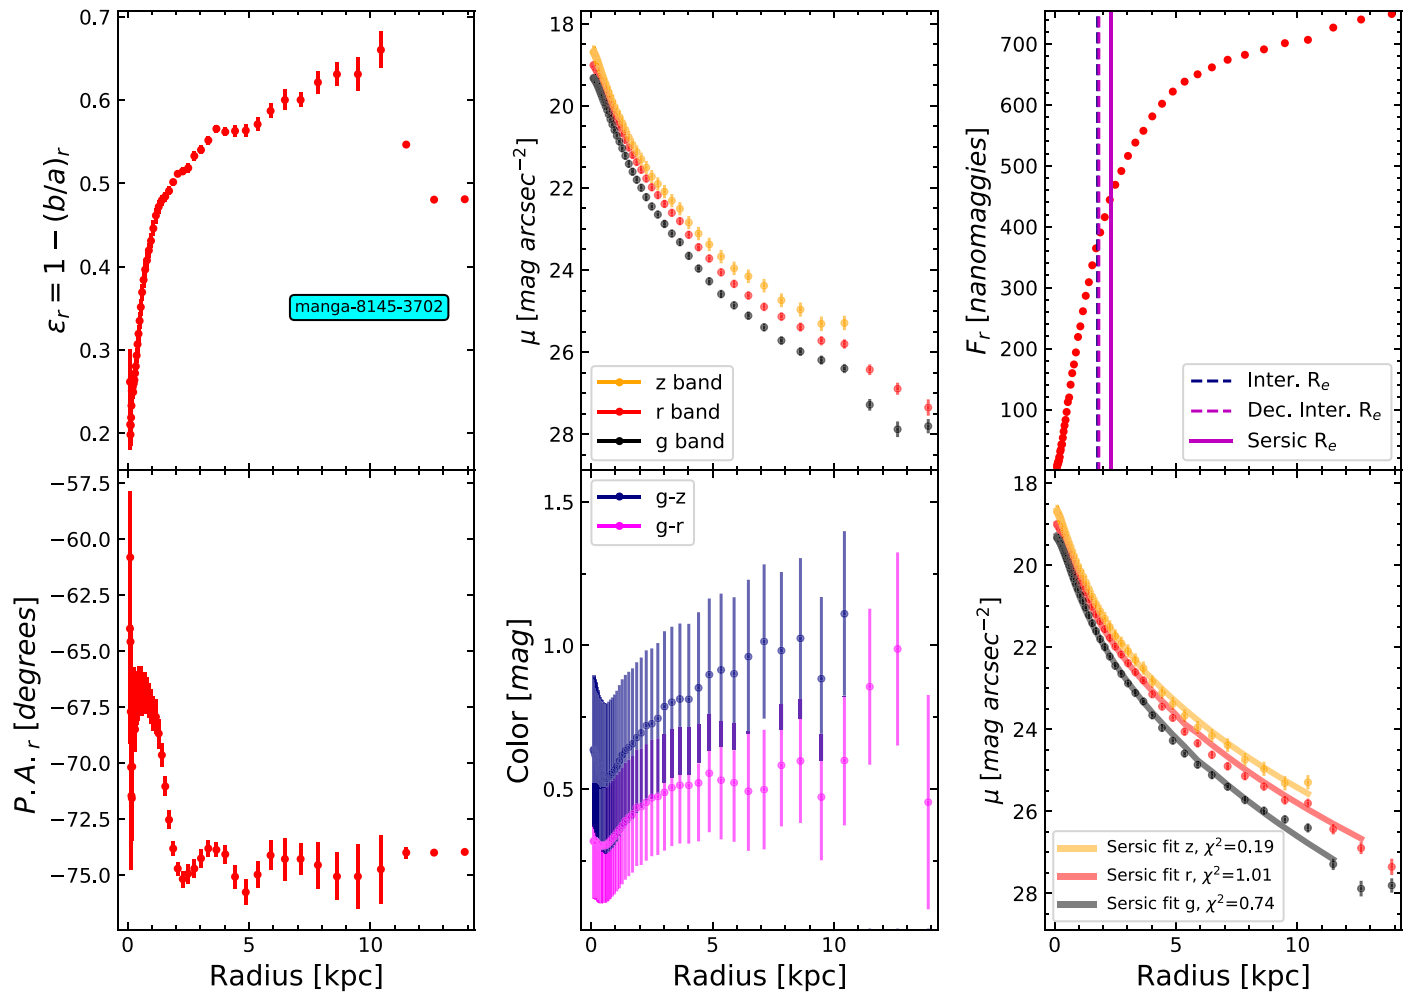 0.7
0.6
0.5
0.4
0.3
0.2
ε_r = 1 − (b/a)_r
manga-8145-3702
18
20
22
24
26
28
μ [mag arcsec⁻²]
z band
r band
g band
700
600
500
400
300
200
100
F_r [nanomaggies]
Inter. R_e
Dec. Inter. R_e
Sersic R_e
−57.5
−60.0
−62.5
−65.0
−67.5
−70.0
−72.5
−75.0
P.A._r [degrees]
0 5 10
Radius [kpc]
1.5
1.0
0.5
Color [mag]
g-z
g-r
0 5 10
Radius [kpc]
18
20
22
24
26
28
μ [mag arcsec⁻²]
Sersic fit z, χ²=0.19
Sersic fit r, χ²=1.01
Sersic fit g, χ²=0.74
0 5 10
Radius [kpc]